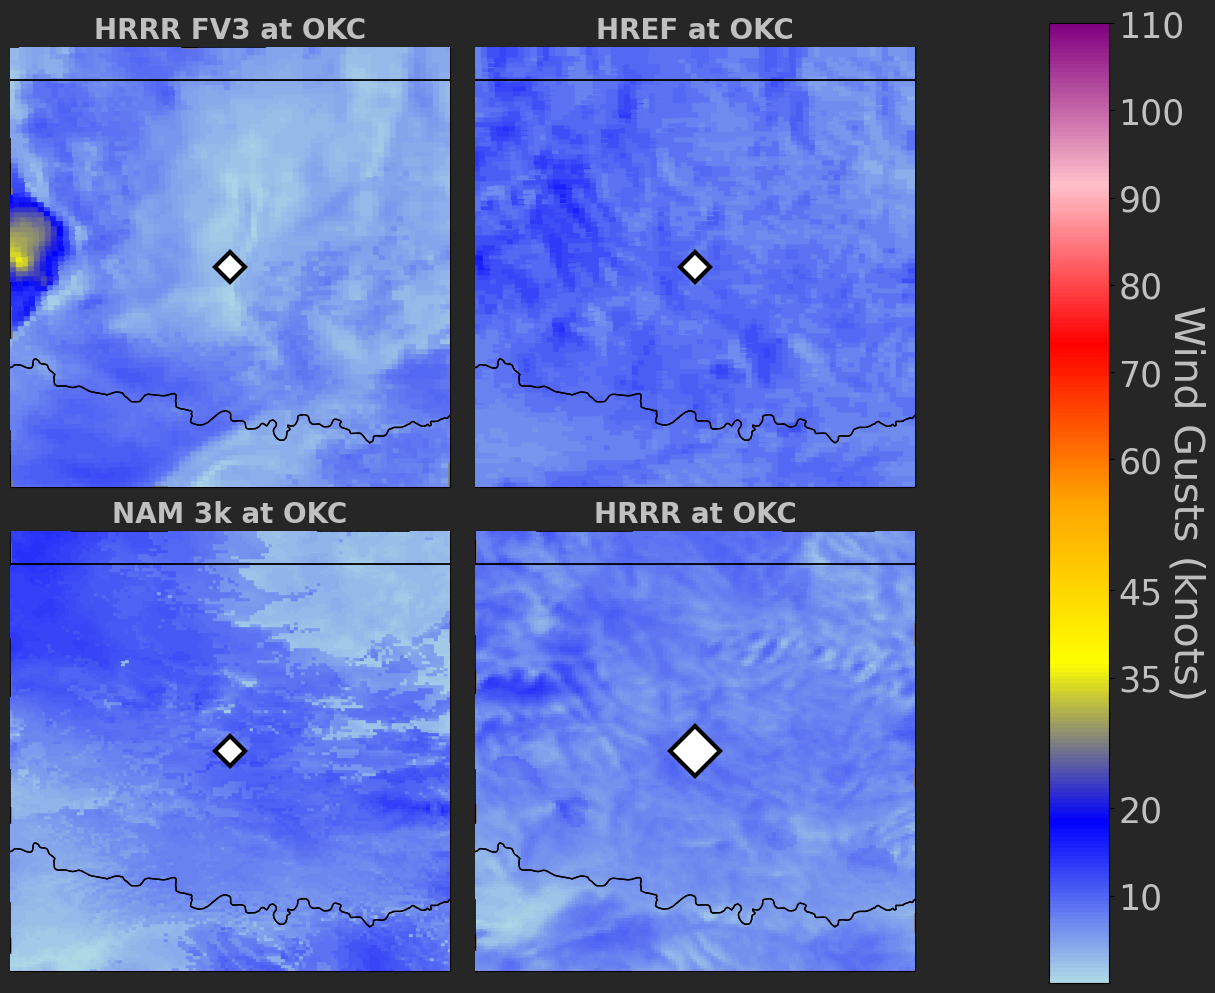 HRRR FV3 at OKC
HREF at OKC
NAM 3k at OKC
HRRR at OKC
110
100
90
80
70
60
45
35
20
10
Wind Gusts (knots)